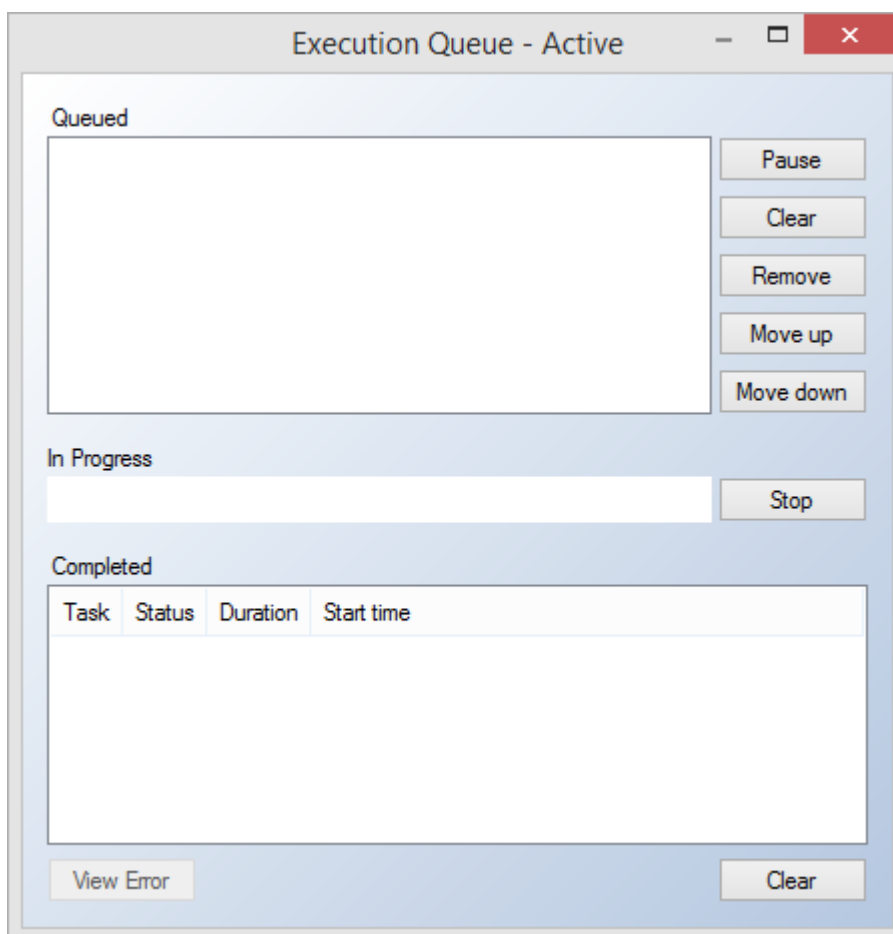 Execution Queue - Active
Queued
Pause
Clear
Remove
Move up
Move down
In Progress
Stop
Completed
Task Status Duration Start time
View Error Clear